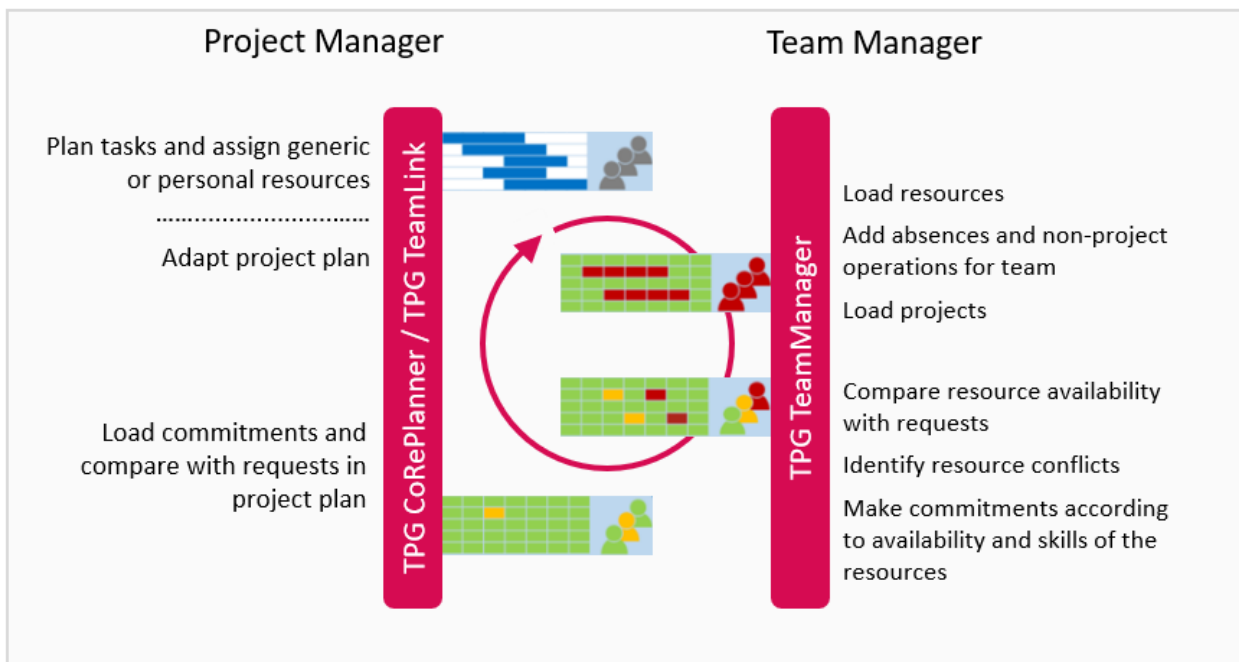 Project Manager
Team Manager
Plan tasks and assign generic
or personal resources
Adapt project plan
Load commitments and
compare with requests in
project plan
TPG CoRePlanner / TPG TeamLink
TPG TeamManager
Load resources
Add absences and non-project
operations for team
Load projects
Compare resource availability
with requests
Identify resource conflicts
Make commitments according
to availability and skills of the
resources